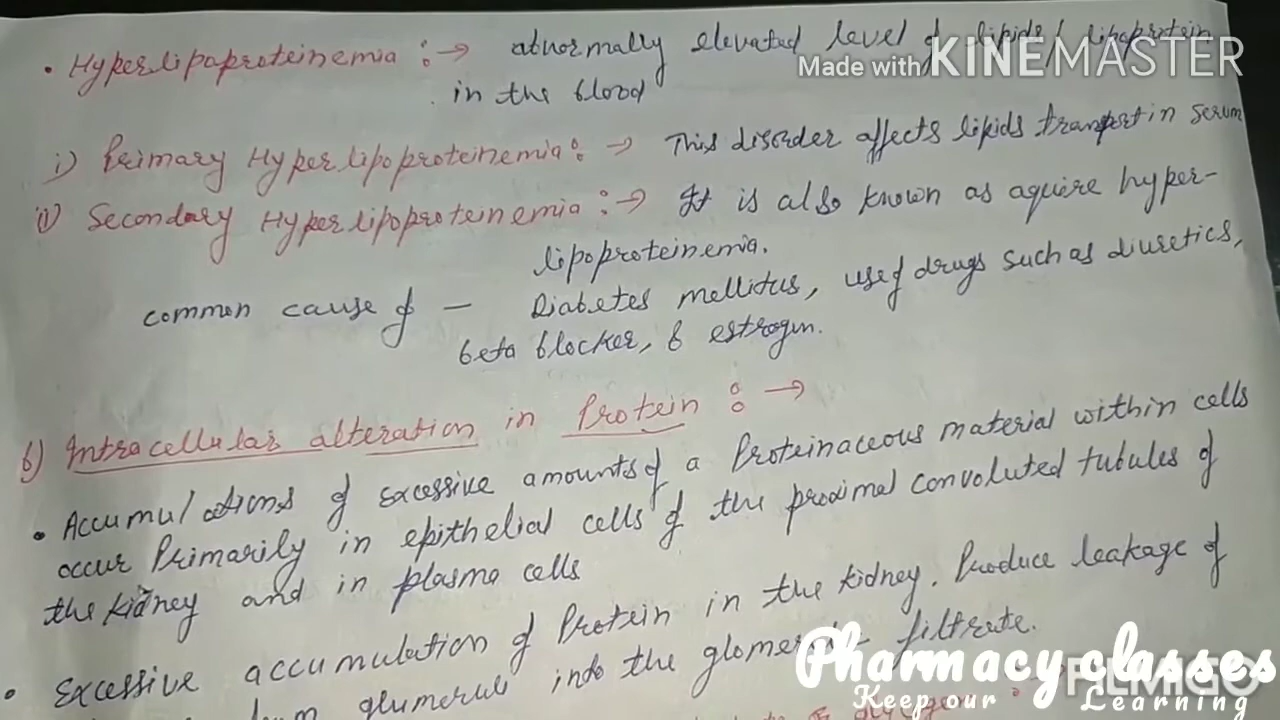 • Hyperlipoproteinemia :→ abnormally elevated level of lipids/ lipoprotein
in the blood
Made with KINEMASTER
i) Primary Hyperlipoproteinemia :→ This disorder affects lipids transport in serum
ii) Secondary Hyperlipoproteinemia :→ It is also known as aquire hyper-
lipoproteinemia.
common cause of – Diabetes mellitus, use of drugs such as diuretics,
beta blocker, & estrogen.
b) Intracellular alteration in Protein :→
• Accumulations of excessive amounts of a Proteinaceous material within cells
occur Primarily in epithelial cells of the proximal convoluted tubules of
the kidney and in plasma cells
• Excessive accumulation of Protein in the kidney. Produce leakage of
glumerul into the glomerul- filtrate.
Pharmacy classes
FILMIGO
Keep our Learning